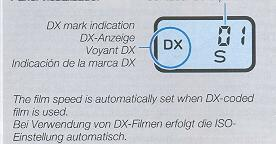 DX mark indication
DX-Anzeige
Voyant DX
Indicación de la marca DX
DX
01
S
The film speed is automatically set when DX-coded
film is used.
Bei Verwendung von DX-Filmen erfolgt die ISO-
Einstellung automatisch.